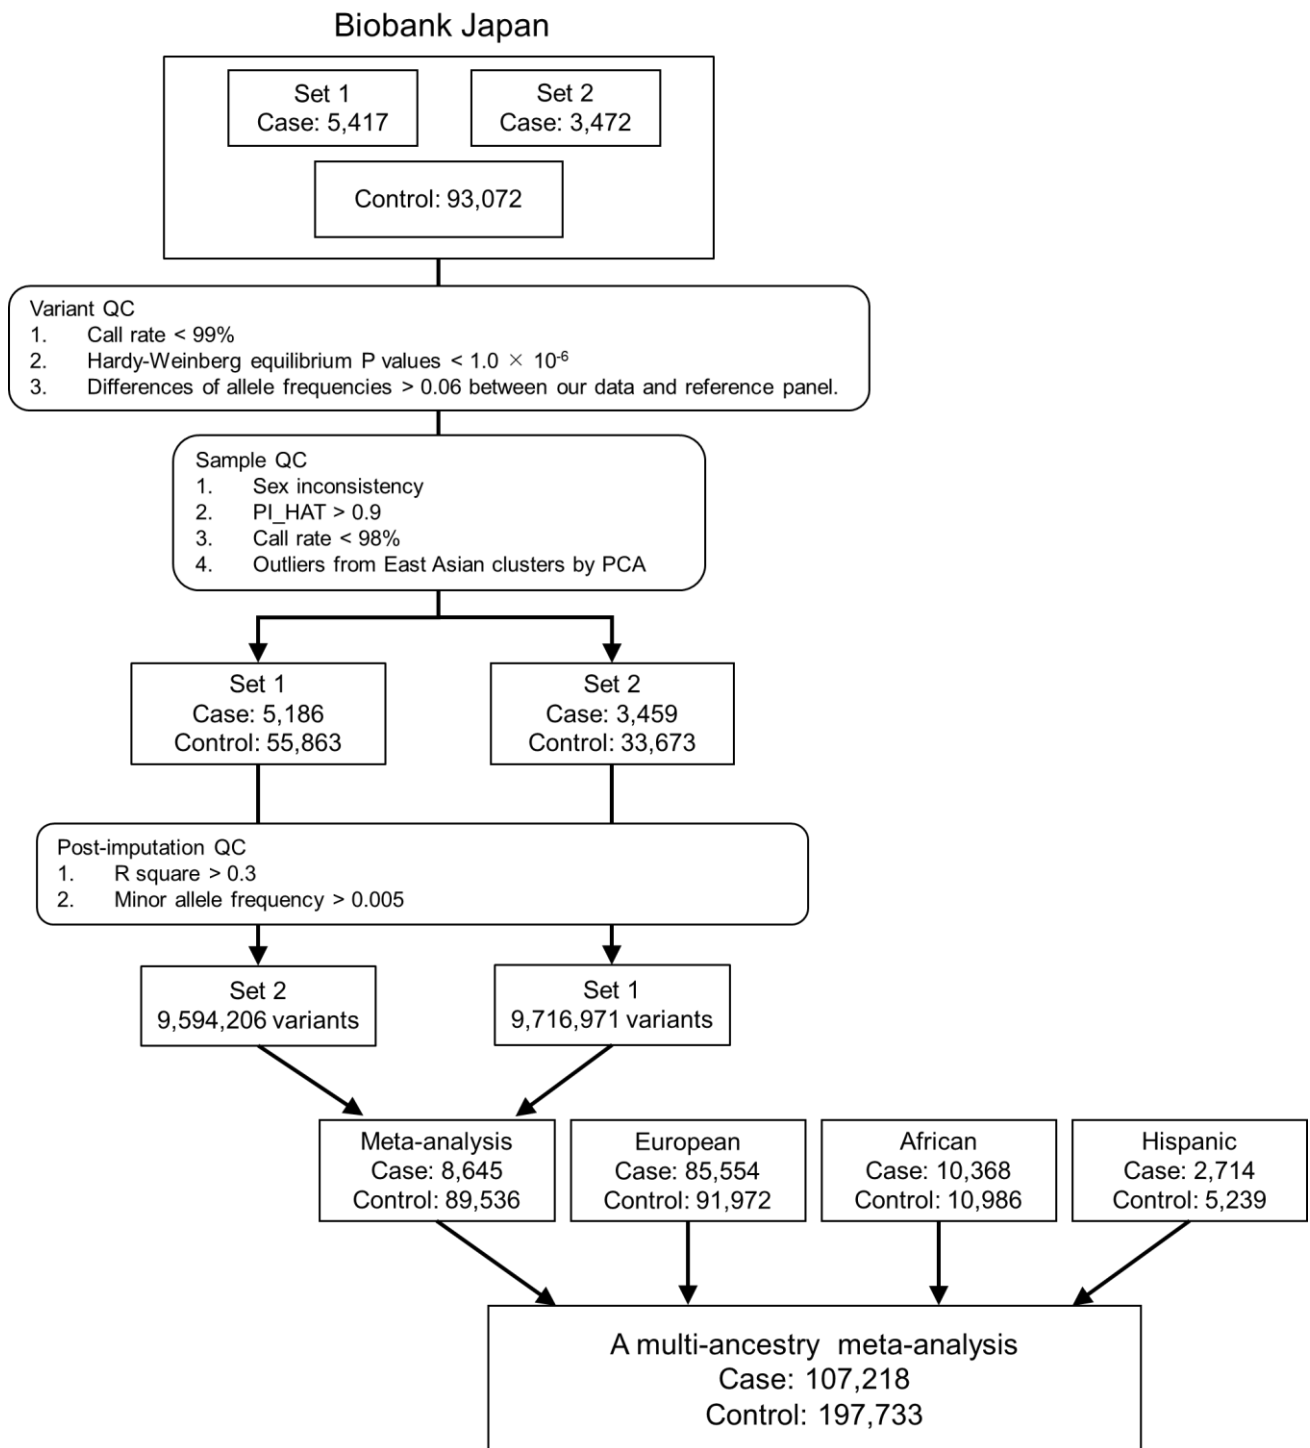 Biobank Japan
Set 1
Case: 5,417
Set 2
Case: 3,472
Control: 93,072
Variant QC
1. Call rate < 99%
2. Hardy-Weinberg equilibrium P values < 1.0 × 10⁻⁶
3. Differences of allele frequencies > 0.06 between our data and reference panel.
Sample QC
1. Sex inconsistency
2. PI_HAT > 0.9
3. Call rate < 98%
4. Outliers from East Asian clusters by PCA
Set 1
Case: 5,186
Control: 55,863
Set 2
Case: 3,459
Control: 33,673
Post-imputation QC
1. R square > 0.3
2. Minor allele frequency > 0.005
Set 2
9,594,206 variants
Set 1
9,716,971 variants
Meta-analysis
Case: 8,645
Control: 89,536
European
Case: 85,554
Control: 91,972
African
Case: 10,368
Control: 10,986
Hispanic
Case: 2,714
Control: 5,239
A multi-ancestry meta-analysis
Case: 107,218
Control: 197,733